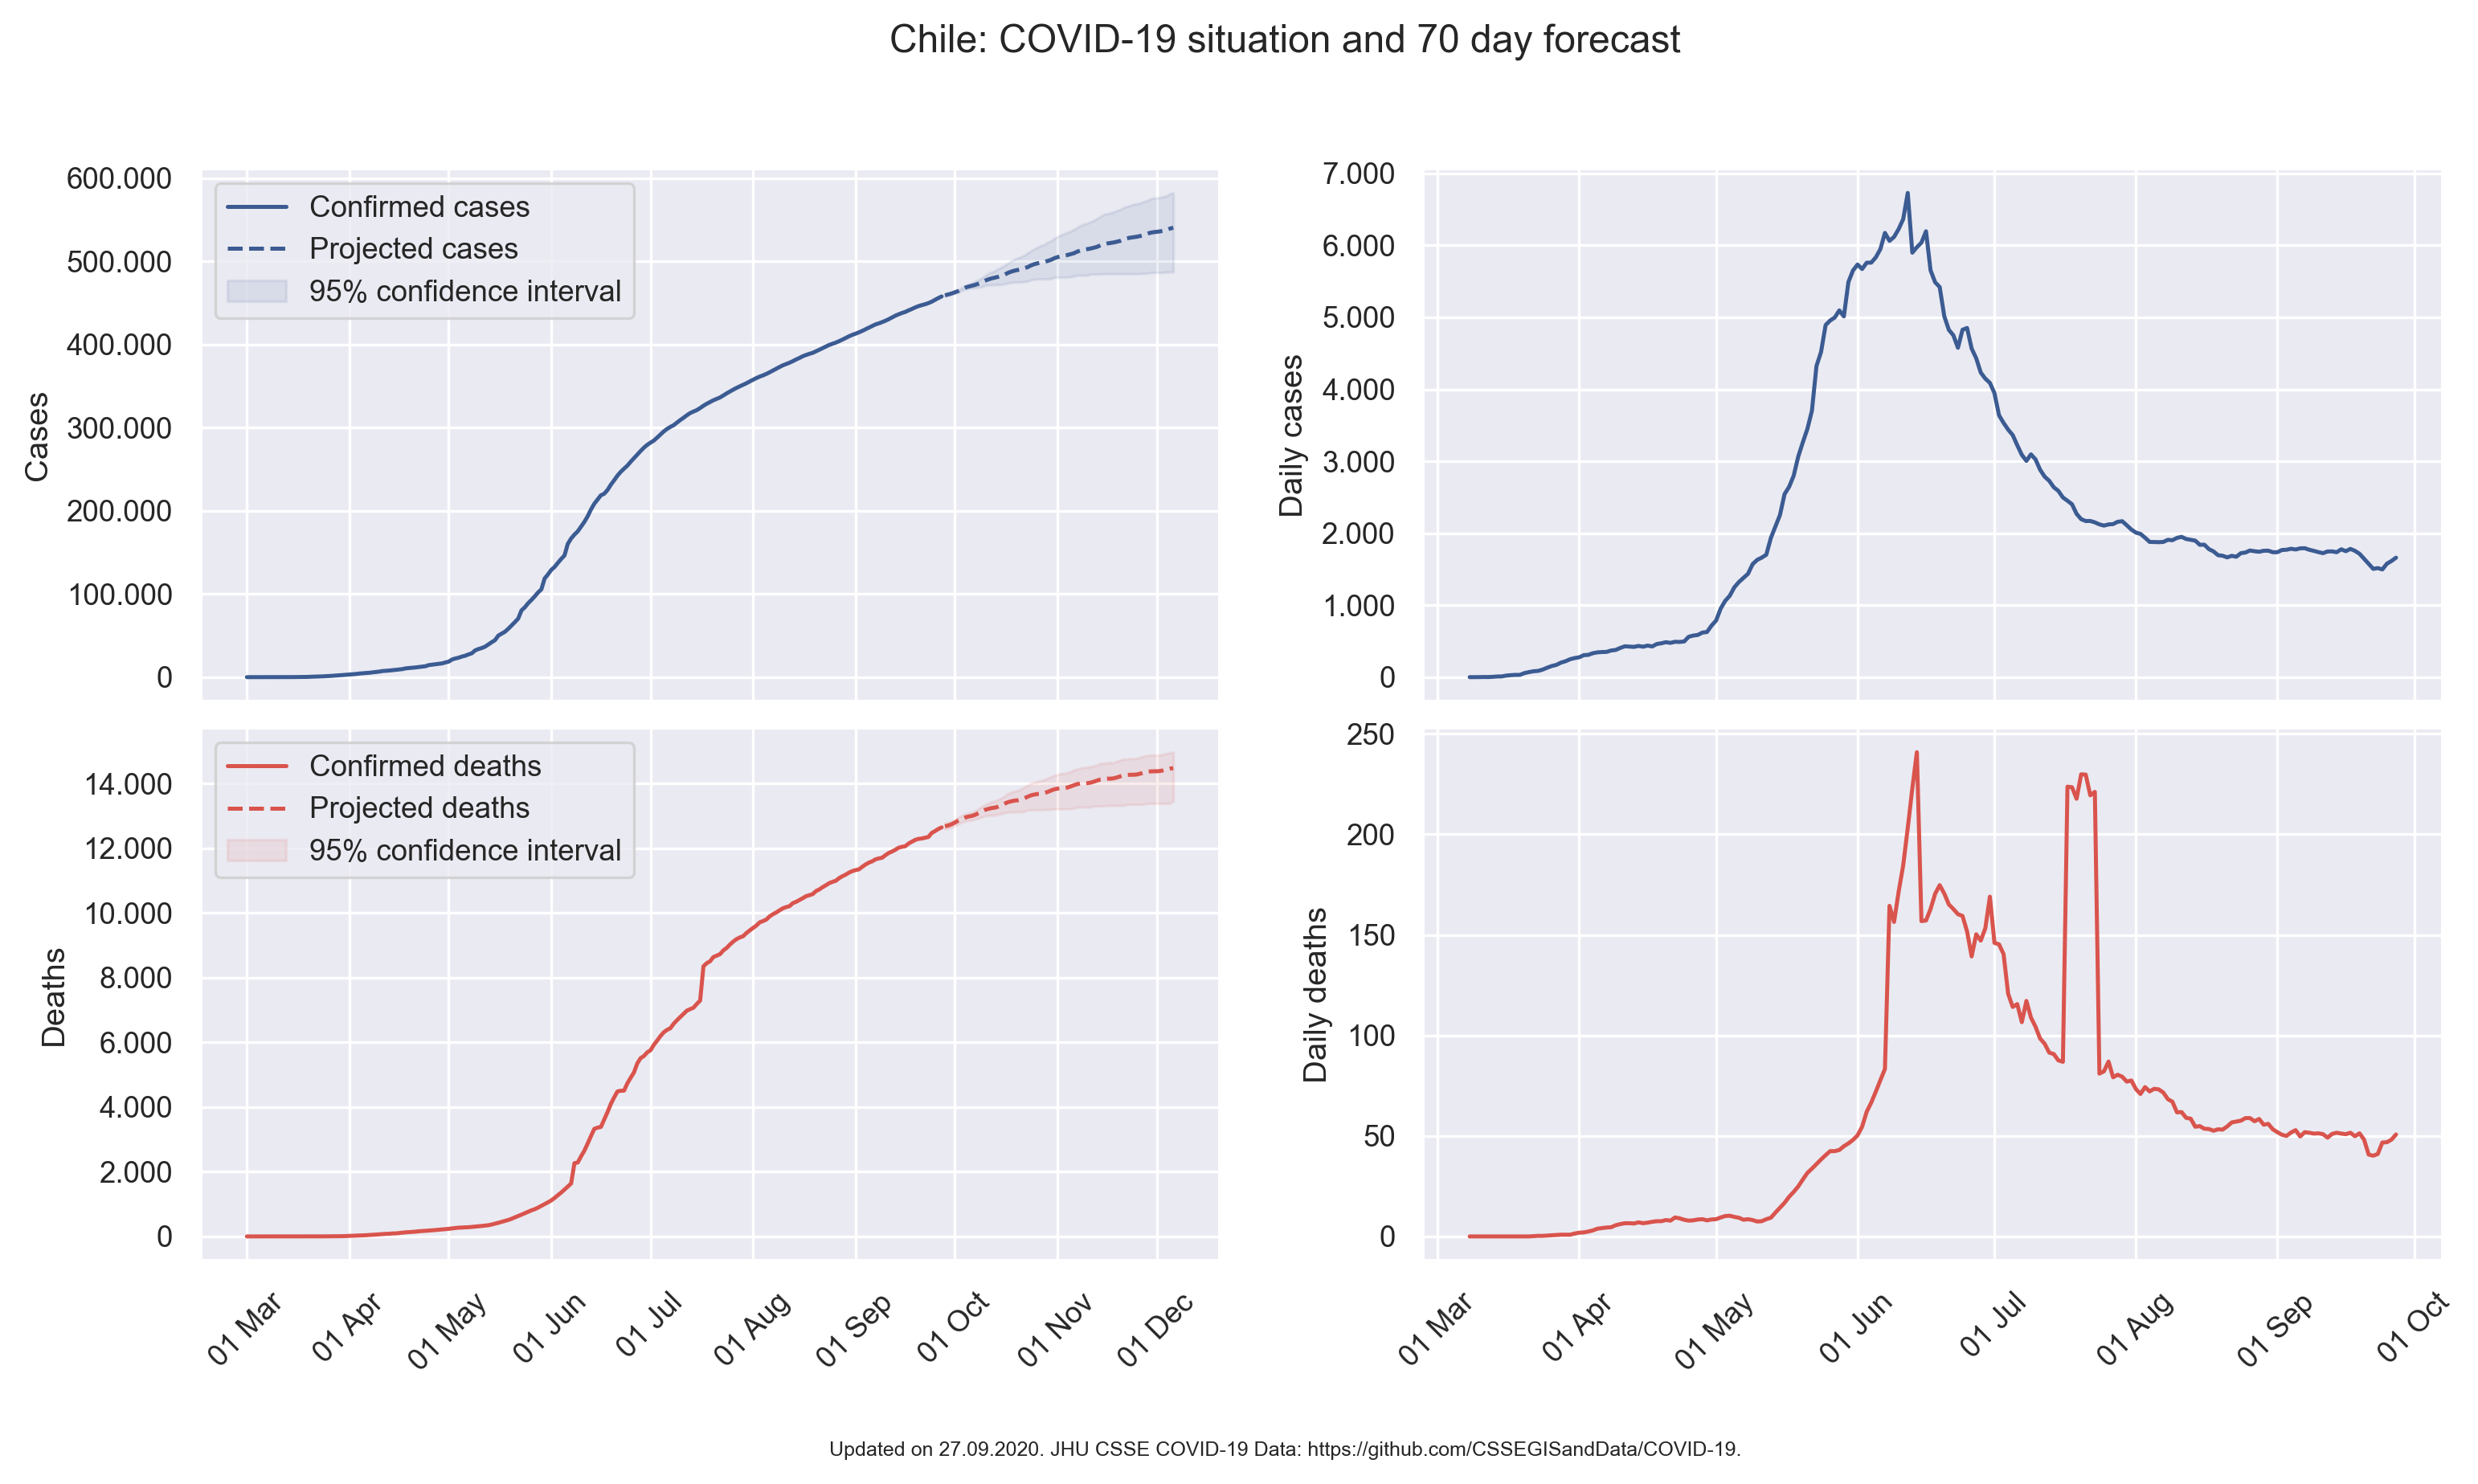 Chile: COVID-19 situation and 70 day forecast
600.000
500.000
400.000
300.000
200.000
100.000
0
Cases
Confirmed cases
Projected cases
95% confidence interval
7.000
6.000
5.000
4.000
3.000
2.000
1.000
0
Daily cases
14.000
12.000
10.000
8.000
6.000
4.000
2.000
0
Deaths
Confirmed deaths
Projected deaths
95% confidence interval
01 Mar
01 Apr
01 May
01 Jun
01 Jul
01 Aug
01 Sep
01 Oct
01 Nov
01 Dec
250
200
150
100
50
0
Daily deaths
01 Mar
01 Apr
01 May
01 Jun
01 Jul
01 Aug
01 Sep
01 Oct
Updated on 27.09.2020. JHU CSSE COVID-19 Data: https://github.com/CSSEGISandData/COVID-19.